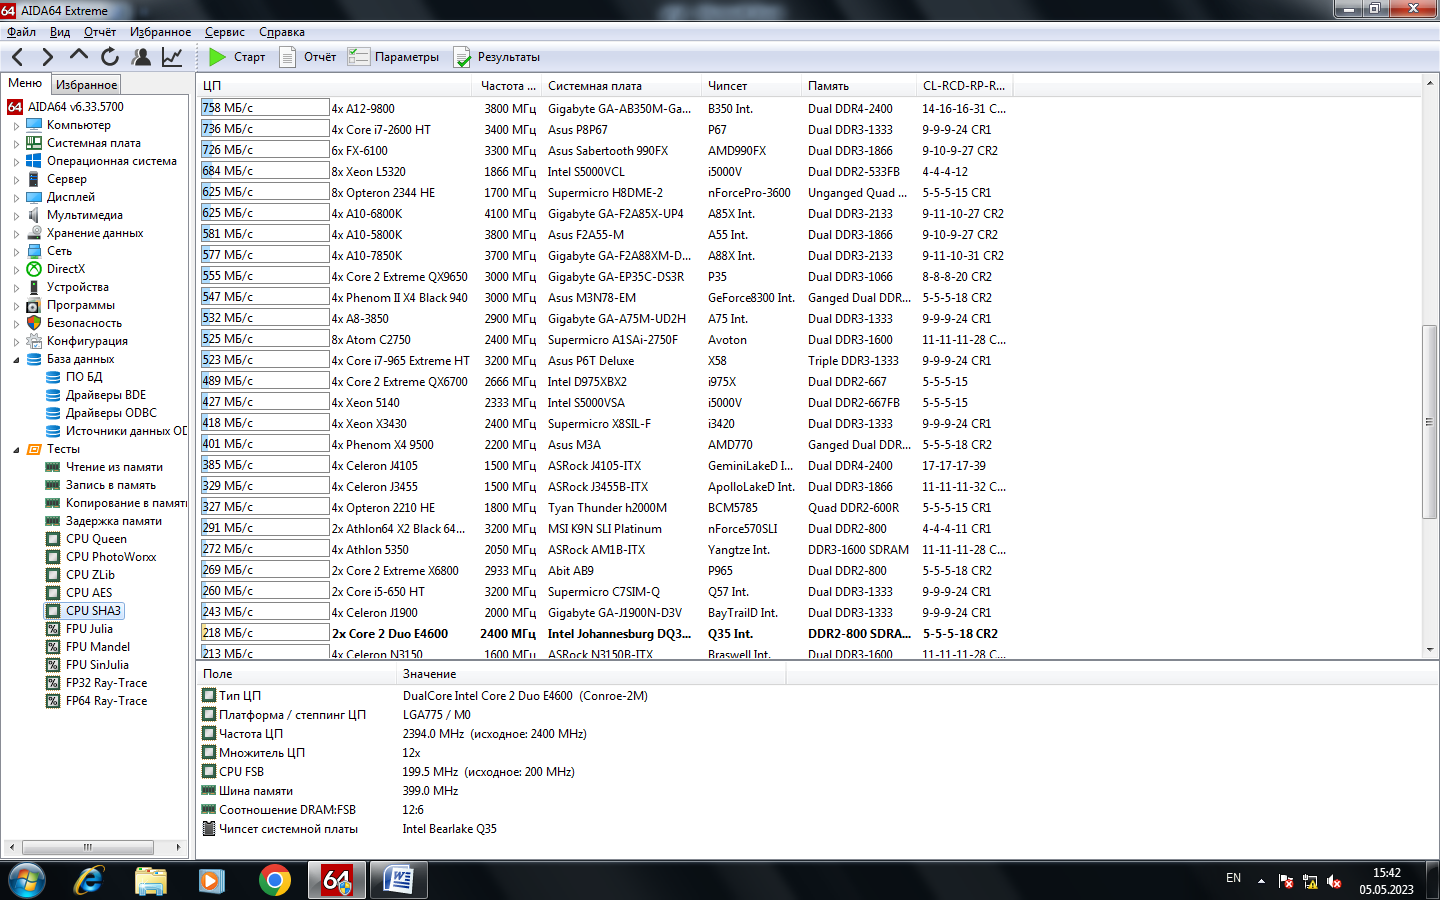 AIDA64 Extreme
Файл Вид Отчёт Избранное Сервис Справка
Старт Отчёт Параметры Результаты
Меню Избранное
AIDA64 v6.33.5700
Компьютер
Системная плата
Операционная система
Сервер
Дисплей
Мультимедиа
Хранение данных
Сеть
DirectX
Устройства
Программы
Безопасность
Конфигурация
База данных
ПО БД
Драйверы BDE
Драйверы ODBC
Источники данных OD
Тесты
Чтение из памяти
Запись в память
Копирование в памят
Задержка памяти
CPU Queen
CPU PhotoWorxx
CPU ZLib
CPU AES
CPU SHA3
FPU Julia
FPU Mandel
FPU SinJulia
FP32 Ray-Trace
FP64 Ray-Trace
ЦП Частота ... Системная плата Чипсет Память CL-RCD-RP-R...
758 МБ/с 4x A12-9800 3800 МГц Gigabyte GA-AB350M-Ga... B350 Int. Dual DDR4-2400 14-16-16-31 C...
736 МБ/с 4x Core i7-2600 HT 3400 МГц Asus P8P67 P67 Dual DDR3-1333 9-9-9-24 CR1
726 МБ/с 6x FX-6100 3300 МГц Asus Sabertooth 990FX AMD990FX Dual DDR3-1866 9-10-9-27 CR2
684 МБ/с 8x Xeon L5320 1866 МГц Intel S5000VCL i5000V Dual DDR2-533FB 4-4-4-12
625 МБ/с 8x Opteron 2344 HE 1700 МГц Supermicro H8DME-2 nForcePro-3600 Unganged Quad ... 5-5-5-15 CR1
625 МБ/с 4x A10-6800K 4100 МГц Gigabyte GA-F2A85X-UP4 A85X Int. Dual DDR3-2133 9-11-10-27 CR2
581 МБ/с 4x A10-5800K 3800 МГц Asus F2A55-M A55 Int. Dual DDR3-1866 9-10-9-27 CR2
577 МБ/с 4x A10-7850K 3700 МГц Gigabyte GA-F2A88XM-D... A88X Int. Dual DDR3-2133 9-11-10-31 CR2
555 МБ/с 4x Core 2 Extreme QX9650 3000 МГц Gigabyte GA-EP35C-DS3R P35 Dual DDR3-1066 8-8-8-20 CR2
547 МБ/с 4x Phenom II X4 Black 940 3000 МГц Asus M3N78-EM GeForce8300 Int. Ganged Dual DDR... 5-5-5-18 CR2
532 МБ/с 4x A8-3850 2900 МГц Gigabyte GA-A75M-UD2H A75 Int. Dual DDR3-1333 9-9-9-24 CR1
525 МБ/с 8x Atom C2750 2400 МГц Supermicro A1SAi-2750F Avoton Dual DDR3-1600 11-11-11-28 C...
523 МБ/с 4x Core i7-965 Extreme HT 3200 МГц Asus P6T Deluxe X58 Triple DDR3-1333 9-9-9-24 CR1
489 МБ/с 4x Core 2 Extreme QX6700 2666 МГц Intel D975XBX2 i975X Dual DDR2-667 5-5-5-15
427 МБ/с 4x Xeon 5140 2333 МГц Intel S5000VSA i5000V Dual DDR2-667FB 5-5-5-15
418 МБ/с 4x Xeon X3430 2400 МГц Supermicro X8SIL-F i3420 Dual DDR3-1333 9-9-9-24 CR1
401 МБ/с 4x Phenom X4 9500 2200 МГц Asus M3A AMD770 Ganged Dual DDR... 5-5-5-18 CR2
385 МБ/с 4x Celeron J4105 1500 МГц ASRock J4105-ITX GeminiLakeD I... Dual DDR4-2400 17-17-17-39
329 МБ/с 4x Celeron J3455 1500 МГц ASRock J3455B-ITX ApolloLakeD Int. Dual DDR3-1866 11-11-11-32 C...
327 МБ/с 4x Opteron 2210 HE 1800 МГц Tyan Thunder h2000M BCM5785 Quad DDR2-600R 5-5-5-15 CR1
291 МБ/с 2x Athlon64 X2 Black 64... 3200 МГц MSI K9N SLI Platinum nForce570SLI Dual DDR2-800 4-4-4-11 CR1
272 МБ/с 4x Athlon 5350 2050 МГц ASRock AM1B-ITX Yangtze Int. DDR3-1600 SDRAM 11-11-11-28 C...
269 МБ/с 2x Core 2 Extreme X6800 2933 МГц Abit AB9 P965 Dual DDR2-800 5-5-5-18 CR2
260 МБ/с 2x Core i5-650 HT 3200 МГц Supermicro C7SIM-Q Q57 Int. Dual DDR3-1333 9-9-9-24 CR1
243 МБ/с 4x Celeron J1900 2000 МГц Gigabyte GA-J1900N-D3V BayTrailD Int. Dual DDR3-1333 9-9-9-24 CR1
218 МБ/с 2x Core 2 Duo E4600 2400 МГц Intel Johannesburg DQ3... Q35 Int. DDR2-800 SDRA... 5-5-5-18 CR2
213 МБ/с 4x Celeron N3150 1600 МГц ASRock N3150B-ITX Braswell Int. Dual DDR3-1600 11-11-11-28 C...
Поле Значение
Тип ЦП DualCore Intel Core 2 Duo E4600 (Conroe-2M)
Платформа / степпинг ЦП LGA775 / M0
Частота ЦП 2394.0 MHz (исходное: 2400 MHz)
Множитель ЦП 12x
CPU FSB 199.5 MHz (исходное: 200 MHz)
Шина памяти 399.0 MHz
Соотношение DRAM:FSB 12:6
Чипсет системной платы Intel Bearlake Q35
64
EN
15:42
05.05.2023